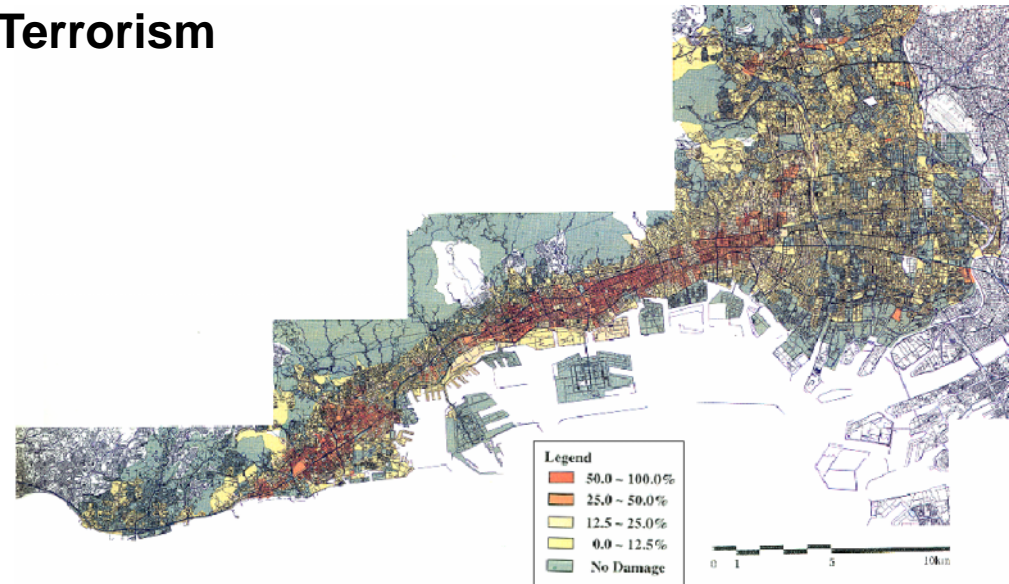 Terrorism
Legend
50.0 ~ 100.0%
25.0 ~ 50.0%
12.5 ~ 25.0%
0.0 ~ 12.5%
No Damage
0 1 5 10km